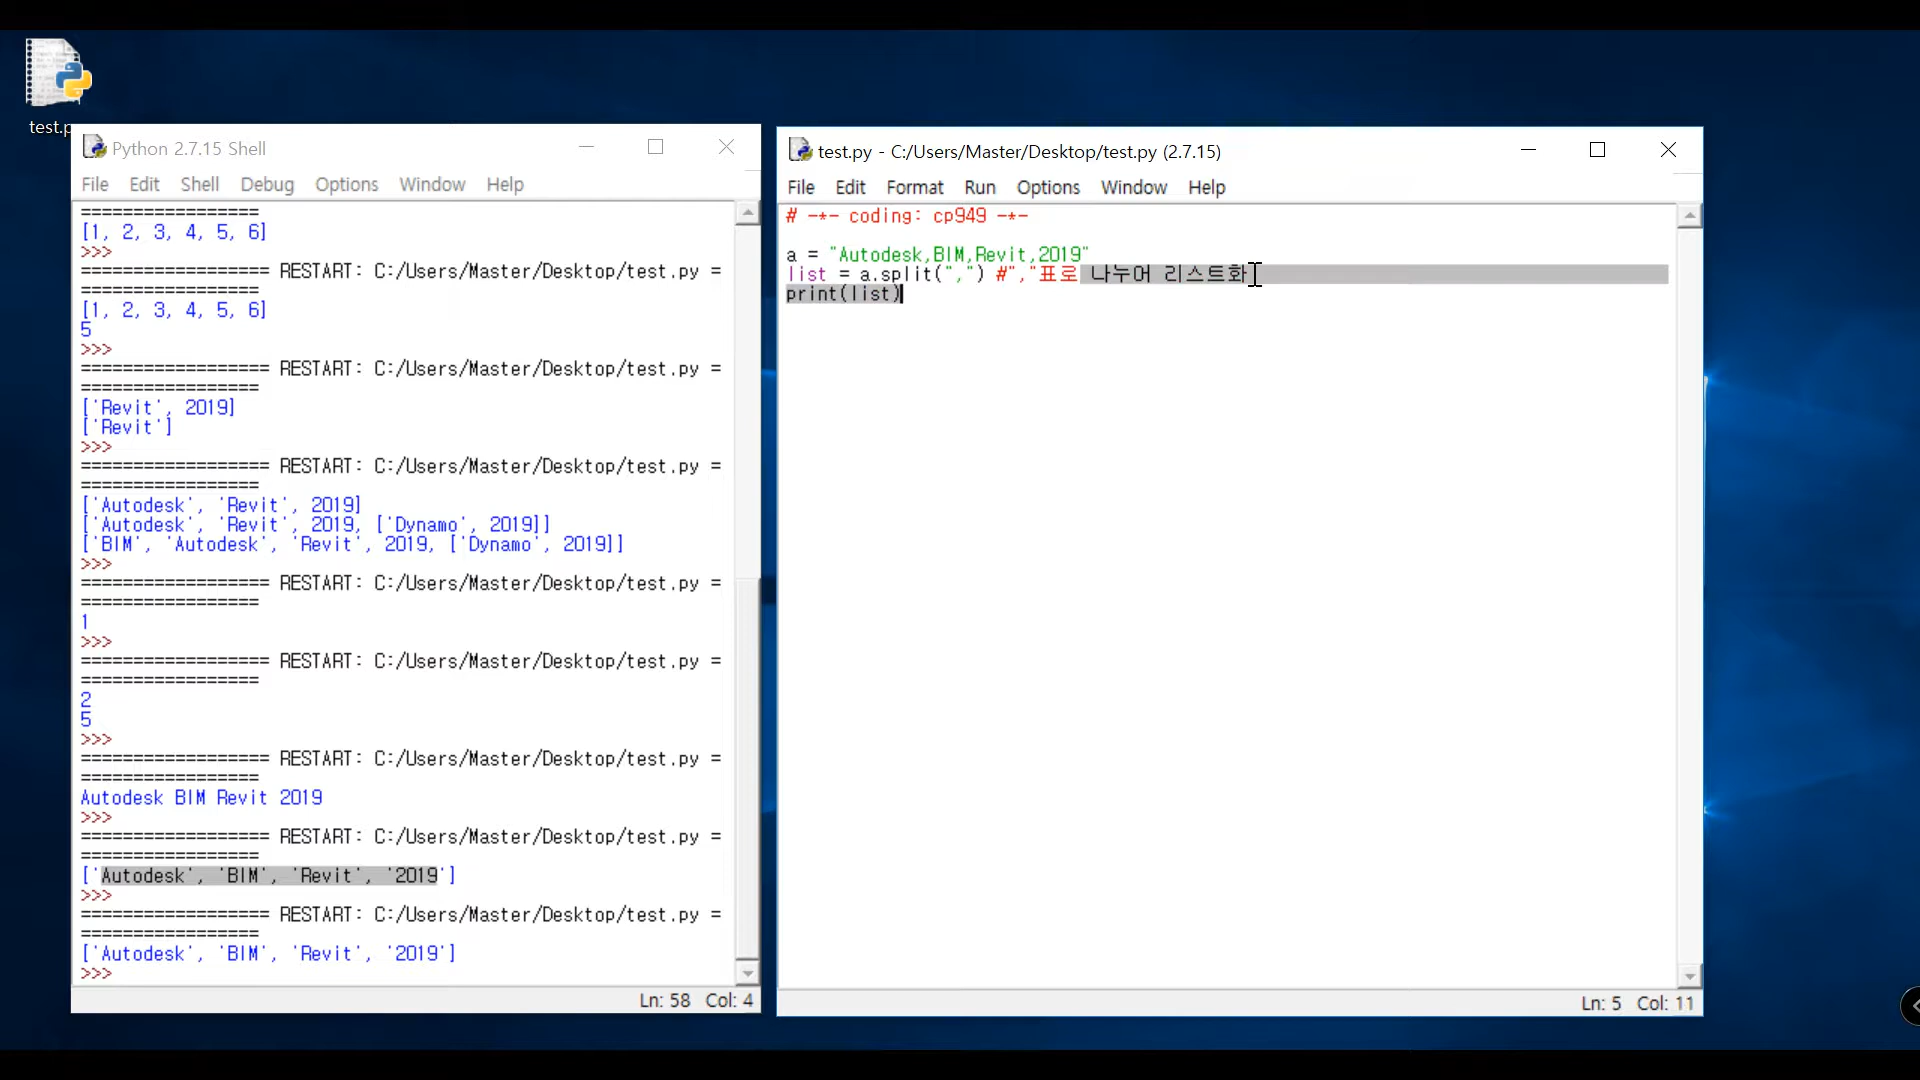 test.p
Python 2.7.15 Shell
File Edit Shell Debug Options Window Help
=================
[1, 2, 3, 4, 5, 6]
>>>
================== RESTART: C:/Users/Master/Desktop/test.py =
=================
[1, 2, 3, 4, 5, 6]
5
>>>
================== RESTART: C:/Users/Master/Desktop/test.py =
=================
['Revit', 2019]
['Revit']
>>>
================== RESTART: C:/Users/Master/Desktop/test.py =
=================
['Autodesk', 'Revit', 2019]
['Autodesk', 'Revit', 2019, ['Dynamo', 2019]]
['BIM', 'Autodesk', 'Revit', 2019, ['Dynamo', 2019]]
>>>
================== RESTART: C:/Users/Master/Desktop/test.py =
=================
1
>>>
================== RESTART: C:/Users/Master/Desktop/test.py =
=================
2
5
>>>
================== RESTART: C:/Users/Master/Desktop/test.py =
=================
Autodesk BIM Revit 2019
>>>
================== RESTART: C:/Users/Master/Desktop/test.py =
=================
['Autodesk', 'BIM', 'Revit', '2019']
>>>
================== RESTART: C:/Users/Master/Desktop/test.py =
=================
['Autodesk', 'BIM', 'Revit', '2019']
>>>
Ln: 58 Col: 4
test.py - C:/Users/Master/Desktop/test.py (2.7.15)
File Edit Format Run Options Window Help
# -*- coding: cp949 -*-
a = "Autodesk,BIM,Revit,2019"
list = a.split(",") #","표로 나누어 리스트화
print(list)
Ln: 5 Col: 11